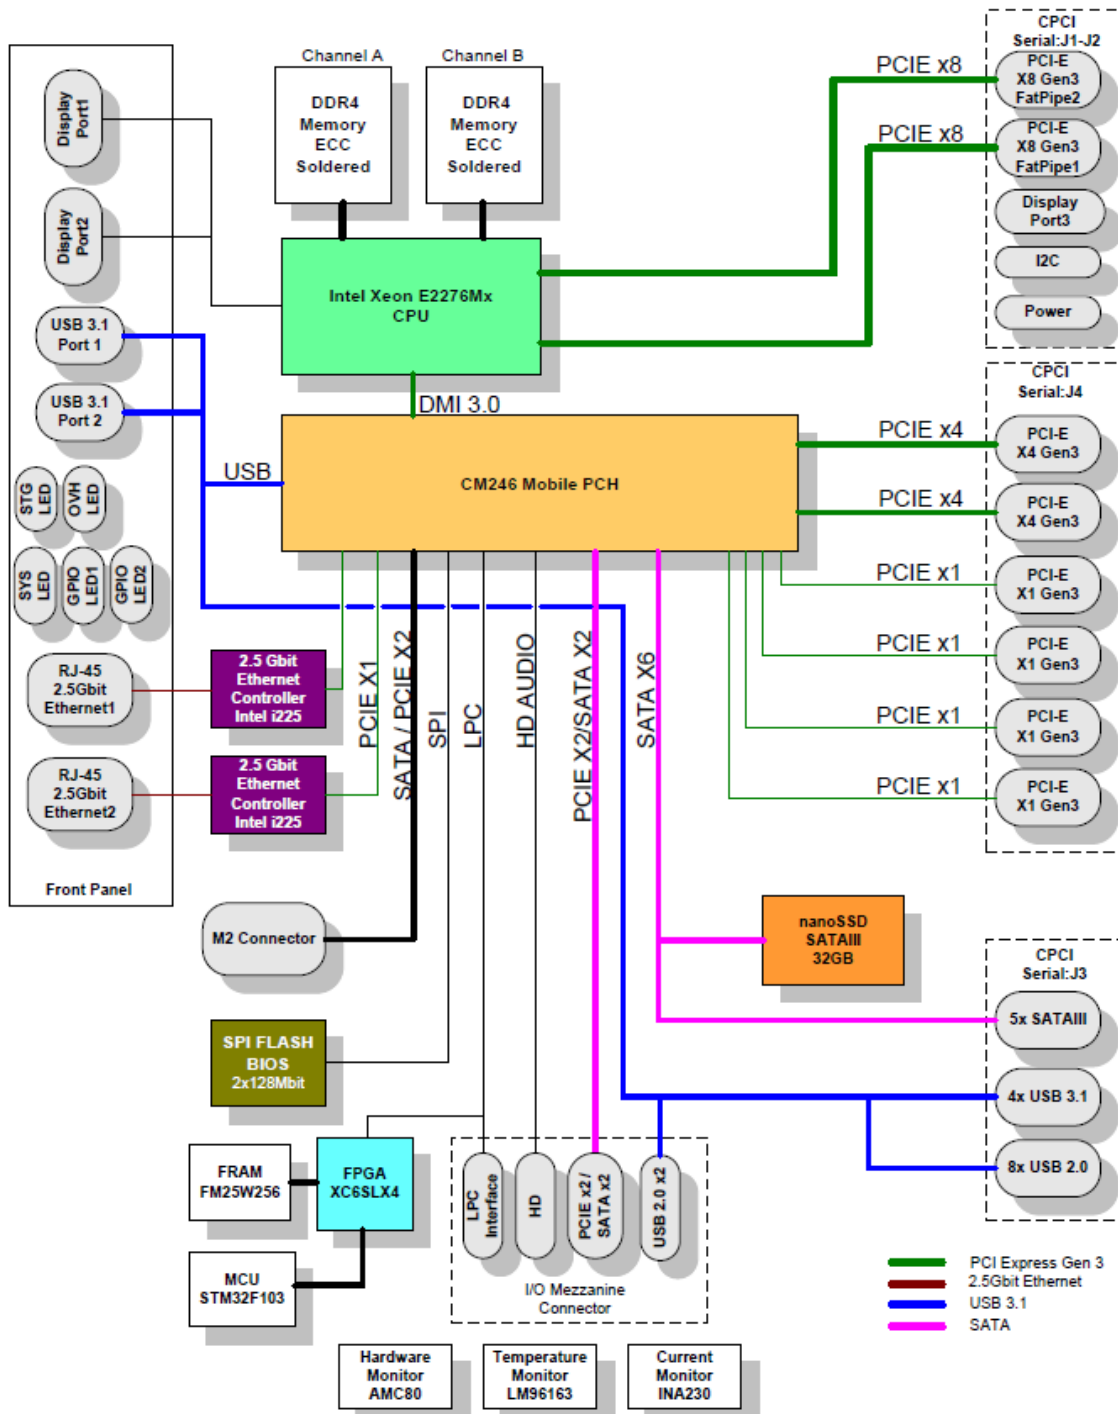 Channel A
Channel B
CPCI
Serial:J1-J2
Display
Port1
DDR4
Memory
ECC
Soldered
DDR4
Memory
ECC
Soldered
PCIE x8
PCI-E
X8 Gen3
FatPipe2
PCIE x8
PCI-E
X8 Gen3
FatPipe1
Display
Port2
Display
Port3
I2C
Intel Xeon E2276Mx
CPU
Power
USB 3.1
Port 1
USB 3.1
Port 2
DMI 3.0
CPCI
Serial:J4
USB
CM246 Mobile PCH
PCIE x4
PCI-E
X4 Gen3
PCIE x4
PCI-E
X4 Gen3
STG
LED
OVH
LED
SYS
LED
GPIO
LED1
GPIO
LED2
PCIE x1
PCI-E
X1 Gen3
PCIE x1
PCI-E
X1 Gen3
PCIE x1
PCI-E
X1 Gen3
PCIE x1
PCI-E
X1 Gen3
RJ-45
2.5Gbit
Ethernet1
2.5 Gbit
Ethernet
Controller
Intel i225
RJ-45
2.5Gbit
Ethernet2
2.5 Gbit
Ethernet
Controller
Intel i225
PCIE X1
SATA / PCIE X2
SPI
LPC
HD AUDIO
PCIE X2/SATA X2
SATA X6
Front Panel
M2 Connector
nanoSSD
SATAIII
32GB
CPCI
Serial:J3
5x SATAIII
4x USB 3.1
8x USB 2.0
SPI FLASH
BIOS
2x128Mbit
FRAM
FM25W256
FPGA
XC6SLX4
MCU
STM32F103
LPC
Interface
HD
PCIE x2 /
SATA x2
USB 2.0 x2
I/O Mezzanine
Connector
PCI Express Gen 3
2.5Gbit Ethernet
USB 3.1
SATA
Hardware
Monitor
AMC80
Temperature
Monitor
LM96163
Current
Monitor
INA230